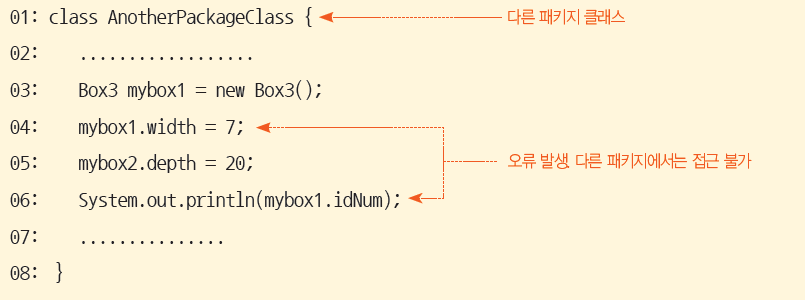 01: class AnotherPackageClass { 다른 패키지 클래스
02: ..................
03: Box3 mybox1 = new Box3();
04: mybox1.width = 7;
05: mybox2.depth = 20; 오류 발생. 다른 패키지에서는 접근 불가
06: System.out.println(mybox1.idNum);
07: ...............
08: }